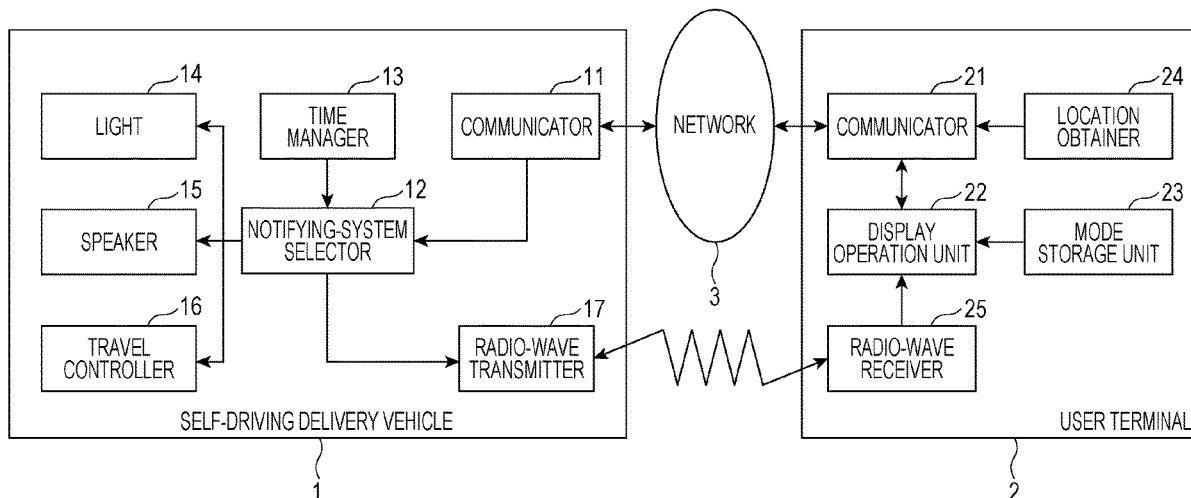 14
LIGHT
13
TIME
MANAGER
11
COMMUNICATOR
NETWORK
3
21
COMMUNICATOR
24
LOCATION
OBTAINER
15
SPEAKER
12
NOTIFYING-SYSTEM
SELECTOR
22
DISPLAY
OPERATION UNIT
23
MODE
STORAGE UNIT
16
TRAVEL
CONTROLLER
17
RADIO-WAVE
TRANSMITTER
25
RADIO-WAVE
RECEIVER
SELF-DRIVING DELIVERY VEHICLE
1
USER TERMINAL
2